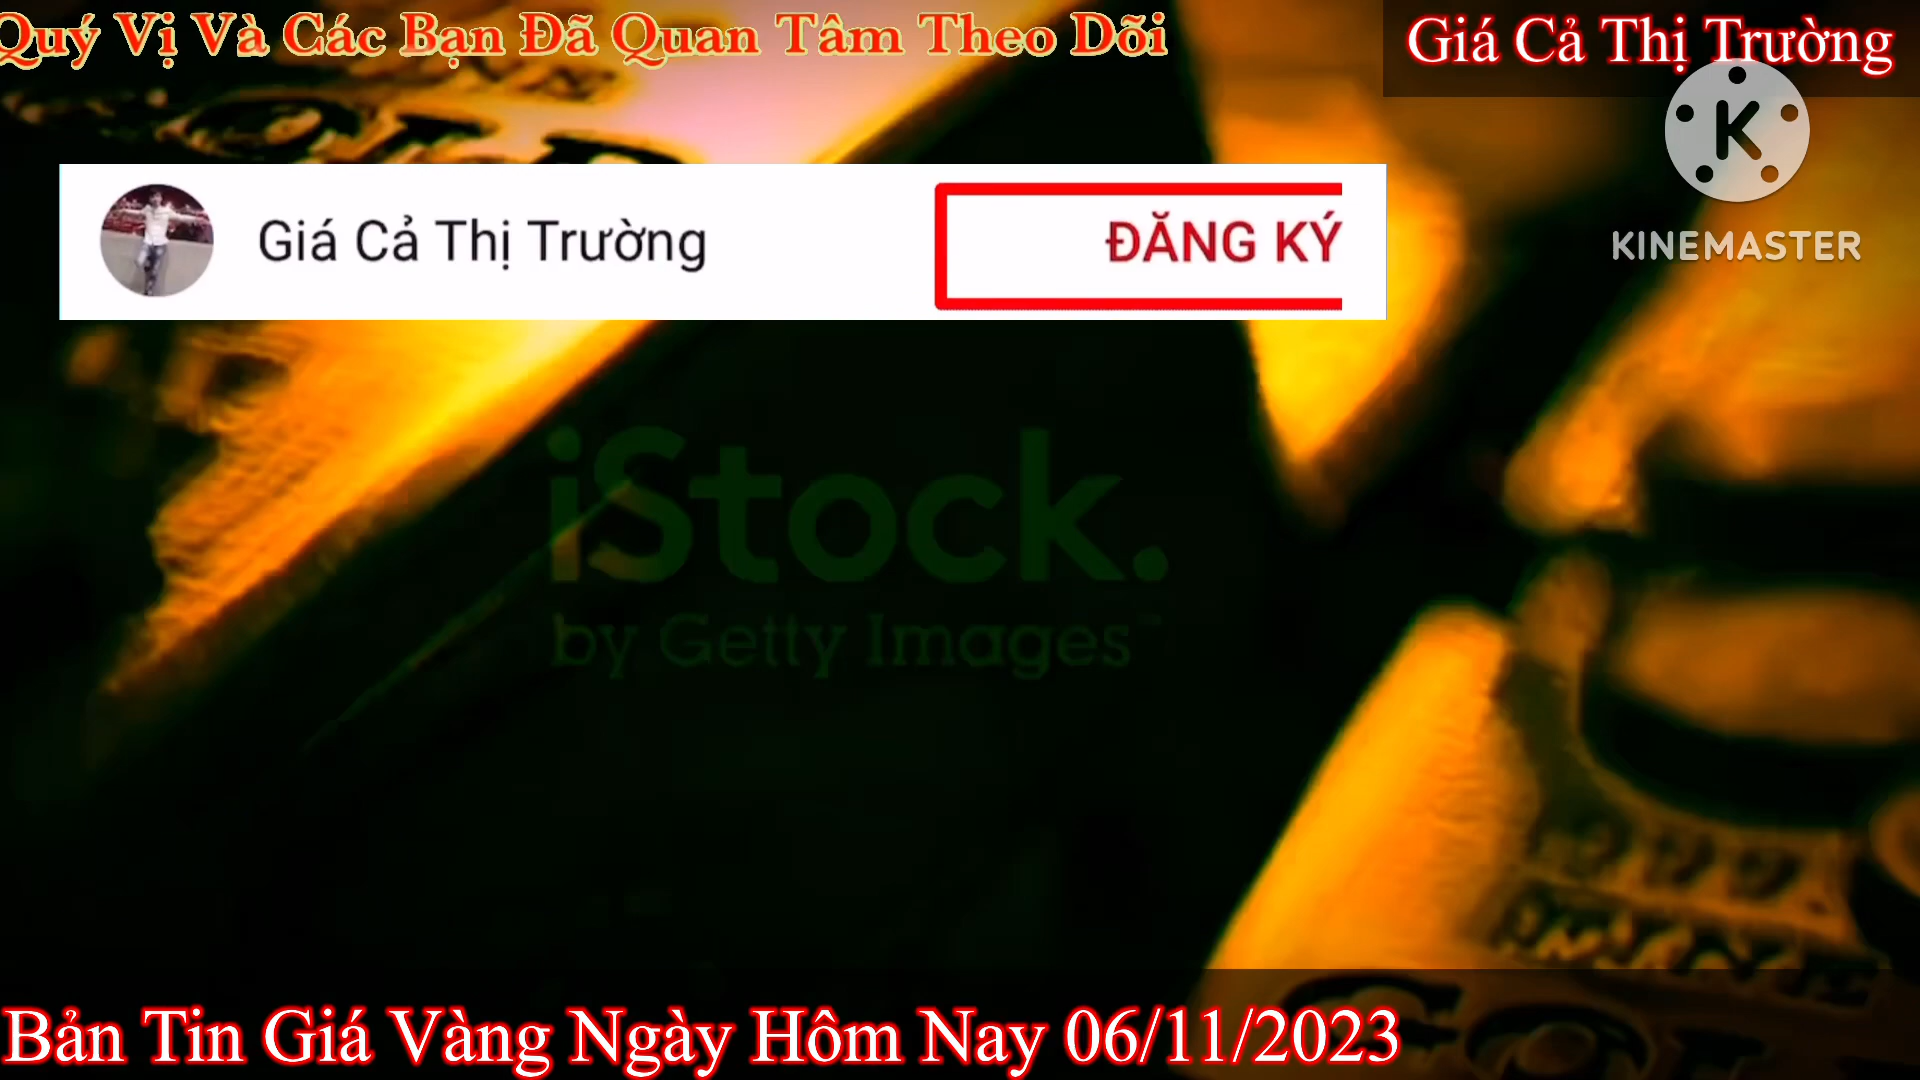 Quý Vị Và Các Bạn Đã Quan Tâm Theo Dõi
Giá Cả Thị Trường
K
KINEMASTER
Giá Cả Thị Trường
ĐĂNG KÝ
iStock.
by Getty Images™
Bản Tin Giá Vàng Ngày Hôm Nay 06/11/2023